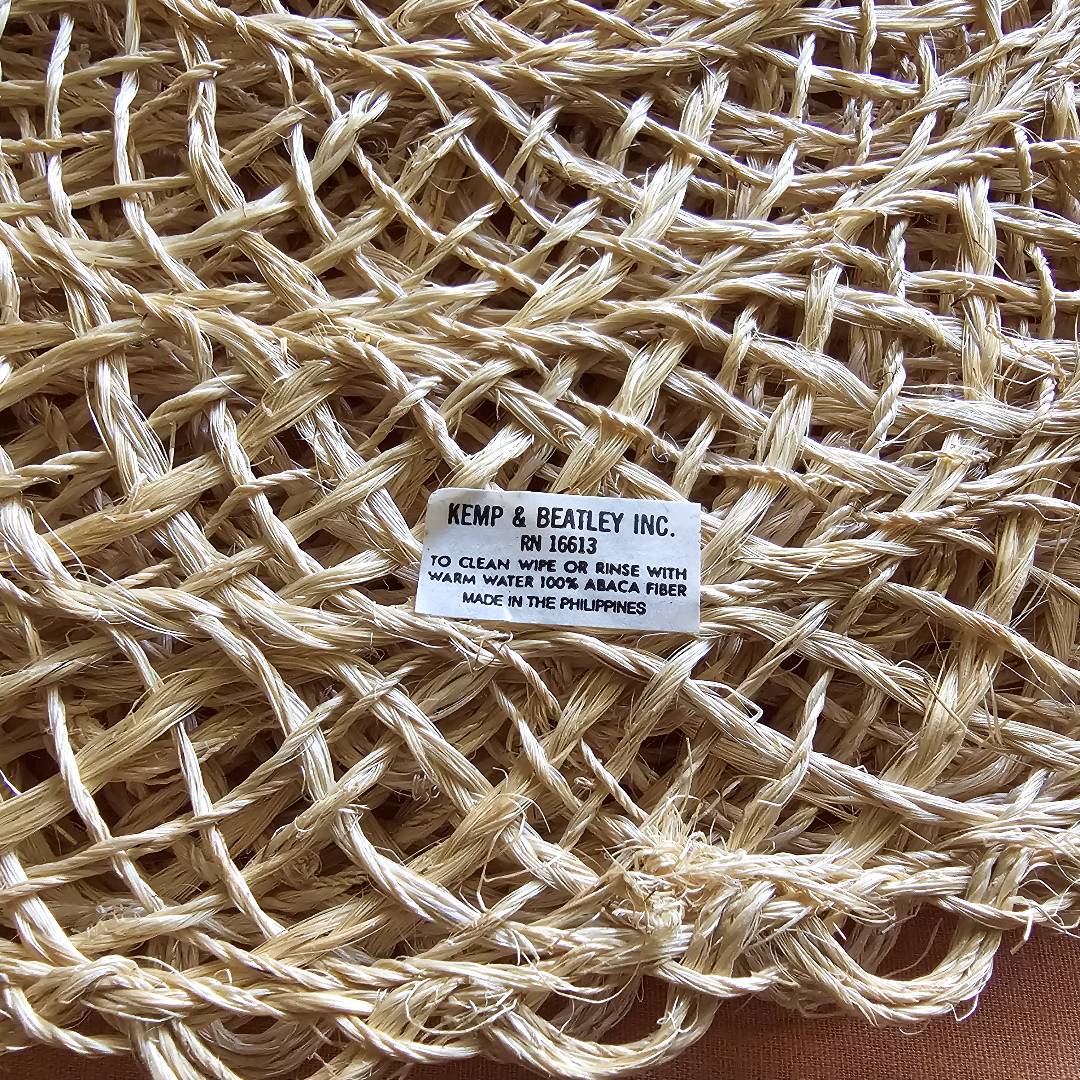 KEMP & BEATLEY INC.
RN 16613
TO CLEAN WIPE OR RINSE WITH
WARM WATER 100% ABACA FIBER
MADE IN THE PHILIPPINES